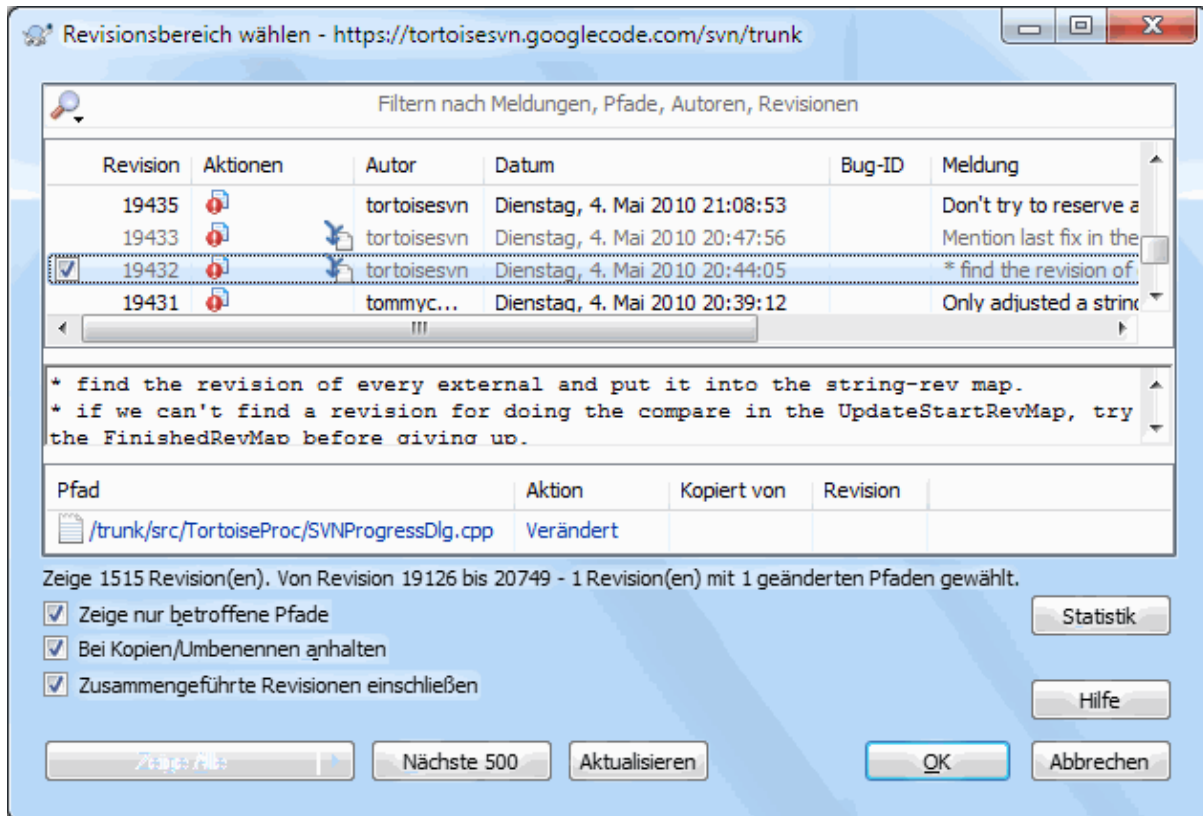 Revisionsbereich wählen - https://tortoisesvn.googlecode.com/svn/trunk
Filtern nach Meldungen, Pfade, Autoren, Revisionen
Revision Aktionen Autor Datum Bug-ID Meldung
19435 tortoisesvn Dienstag, 4. Mai 2010 21:08:53 Don't try to reserve a
19433 tortoisesvn Dienstag, 4. Mai 2010 20:47:56 Mention last fix in the
19432 tortoisesvn Dienstag, 4. Mai 2010 20:44:05 * find the revision of
19431 tommyc... Dienstag, 4. Mai 2010 20:39:12 Only adjusted a string
* find the revision of every external and put it into the string-rev map.
* if we can't find a revision for doing the compare in the UpdateStartRevMap, try
the FinishedRevMap before giving up.
Pfad Aktion Kopiert von Revision
/trunk/src/TortoiseProc/SVNProgressDlg.cpp Verändert
Zeige 1515 Revision(en). Von Revision 19126 bis 20749 - 1 Revision(en) mit 1 geänderten Pfaden gewählt.
Zeige nur betroffene Pfade
Statistik
Bei Kopien/Umbenennen anhalten
Zusammengeführte Revisionen einschließen
Hilfe
Nächste 500 Aktualisieren OK Abbrechen